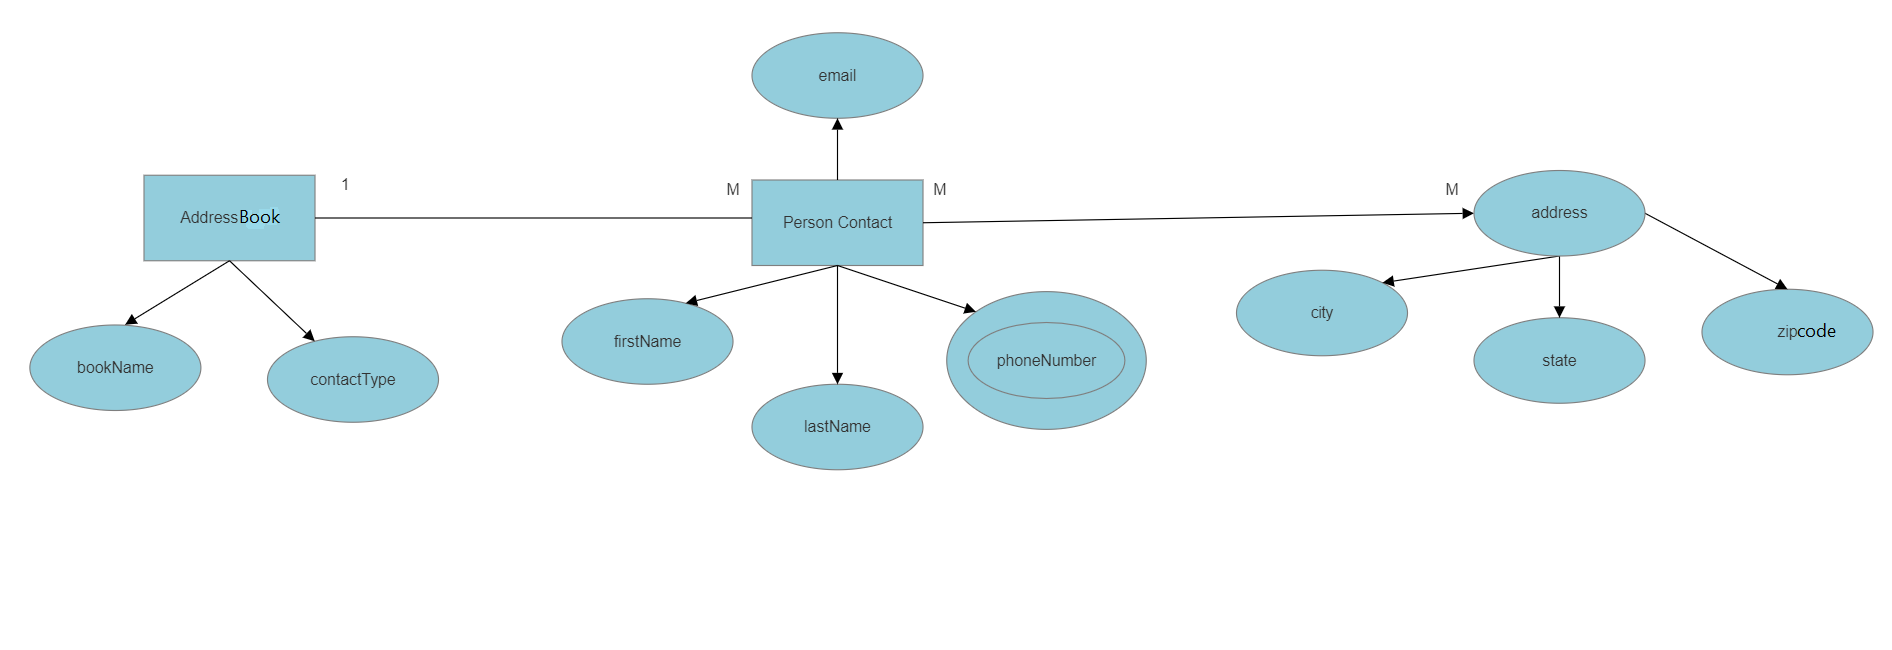 email
1
M
M
M
AddressBook
Person Contact
address
city
zipcode
firstName
phoneNumber
state
bookName
contactType
lastName